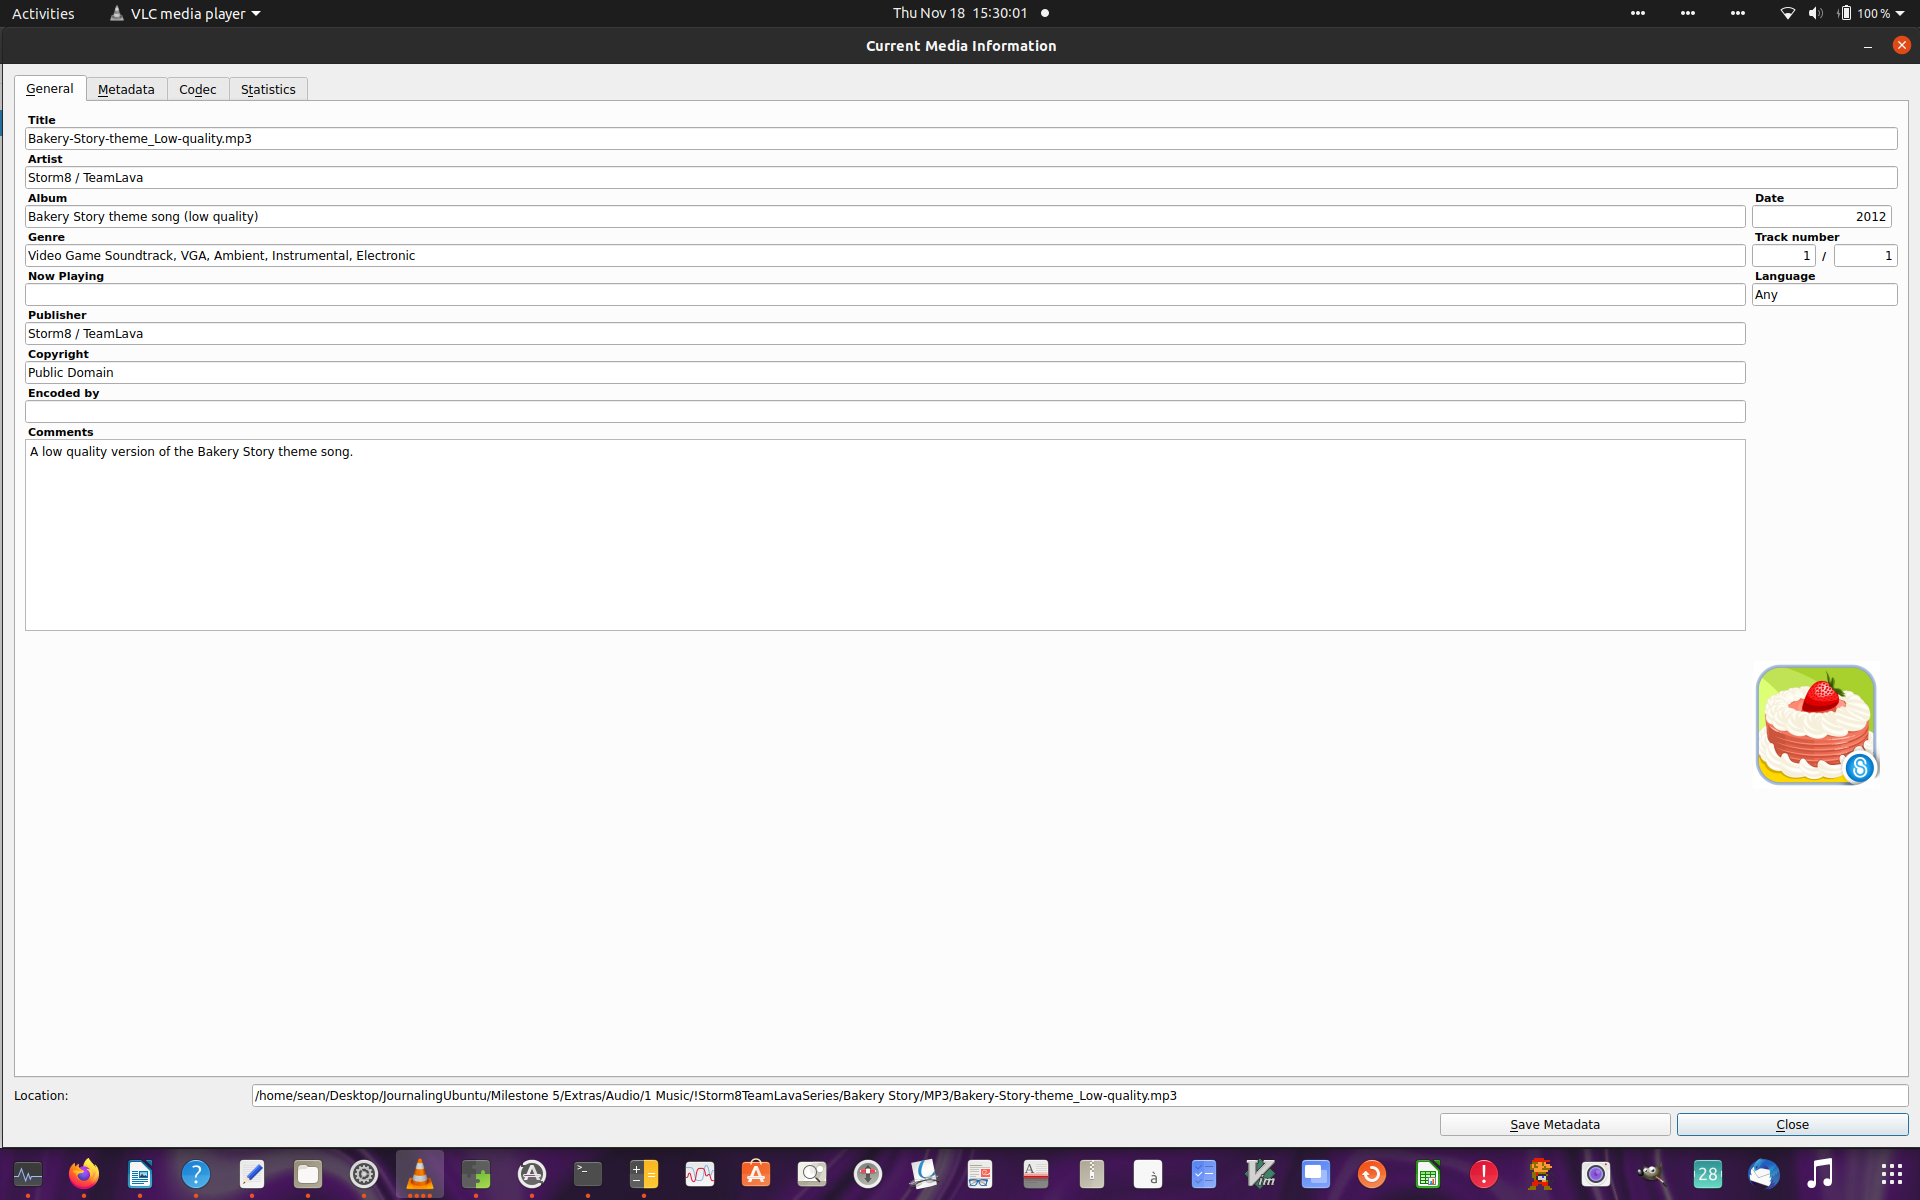 Activities VLC media player Thu Nov 18 15:30:01 100 %
Current Media Information
General Metadata Codec Statistics
Title
Bakery-Story-theme_Low-quality.mp3
Artist
Storm8 / TeamLava
Album Date
Bakery Story theme song (low quality) 2012
Genre Track number
Video Game Soundtrack, VGA, Ambient, Instrumental, Electronic 1 / 1
Now Playing Language
Any
Publisher
Storm8 / TeamLava
Copyright
Public Domain
Encoded by
Comments
A low quality version of the Bakery Story theme song.
S
Location: /home/sean/Desktop/JournalingUbuntu/Milestone 5/Extras/Audio/1 Music/!Storm8TeamLavaSeries/Bakery Story/MP3/Bakery-Story-theme_Low-quality.mp3
Save Metadata Close
? >_ A A à Vim ! 28